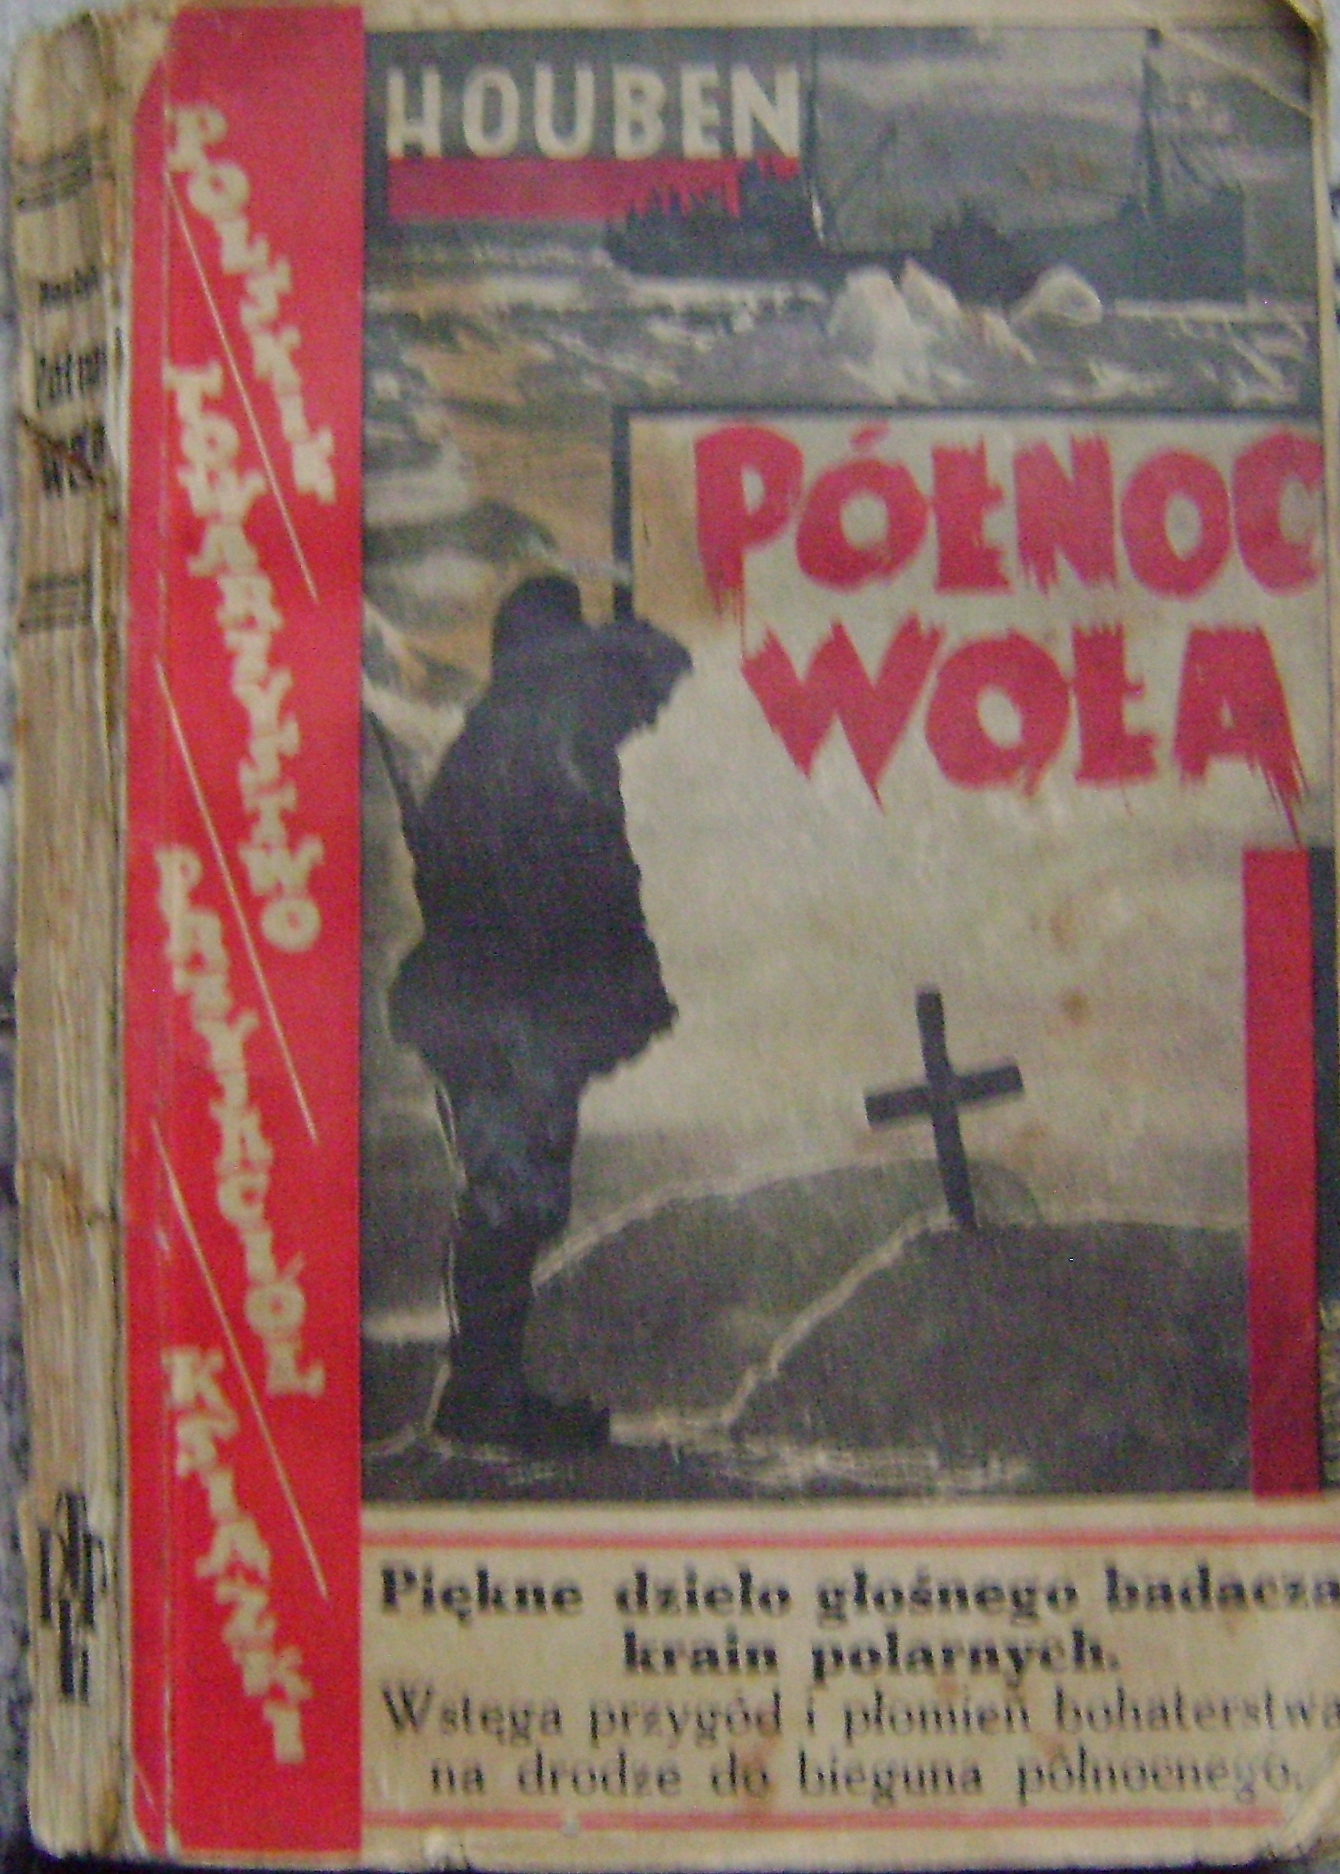 HOUBEN
PÓŁNOC
WOŁA
POLSKIE
TOWARZYSTWO
PRZYJACIÓŁ
KSIĄŻKI
Piękne dzieło głośnego badacza
krain polarnych.
Wstęga przygód i płomień bohaterstwa
na drodze do bieguna północnego.